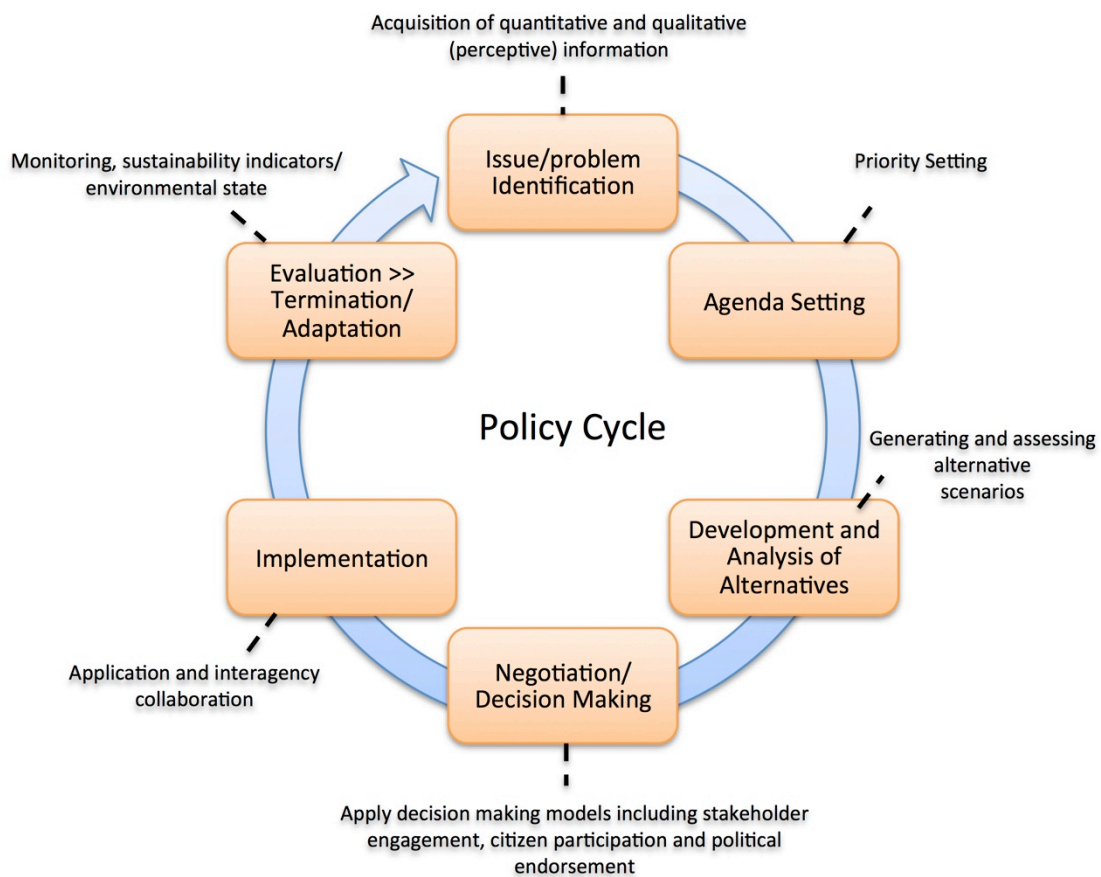 Acquisition of quantitative and qualitative
(perceptive) information
Issue/problem
Identification
Priority Setting
Agenda Setting
Generating and assessing
alternative
scenarios
Development and
Analysis of
Alternatives
Negotiation/
Decision Making
Apply decision making models including stakeholder
engagement, citizen participation and political
endorsement
Implementation
Application and interagency
collaboration
Monitoring, sustainability indicators/
environmental state
Evaluation >>
Termination/
Adaptation
Policy Cycle